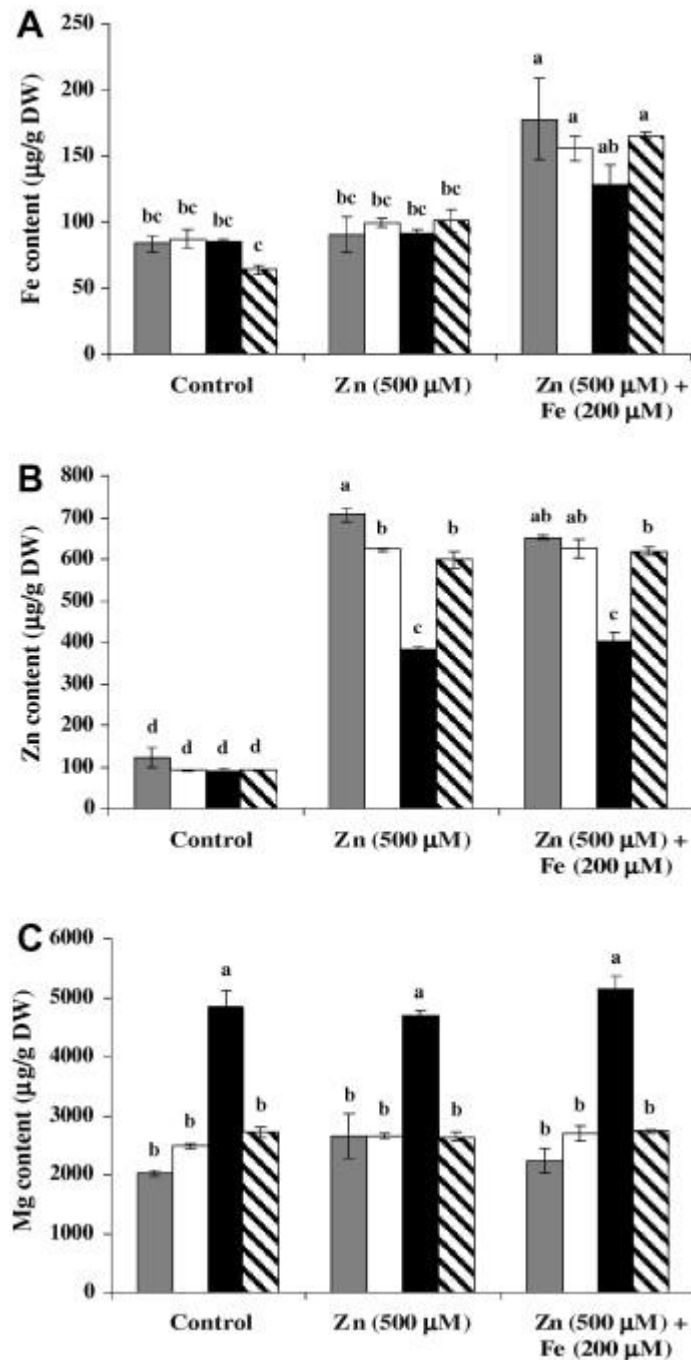 A
Fe content (µg/g DW)
250
200
150
100
50
0
bc bc bc c
bc bc bc bc
a a ab a
Control Zn (500 µM) Zn (500 µM) +
Fe (200 µM)
B
Zn content (µg/g DW)
800
700
600
500
400
300
200
100
0
d d d d
a b c b
ab ab c b
Control Zn (500 µM) Zn (500 µM) +
Fe (200 µM)
C
Mg content (µg/g DW)
6000
5000
4000
3000
2000
1000
0
b b a b
b b a b
b b a b
Control Zn (500 µM) Zn (500 µM) +
Fe (200 µM)